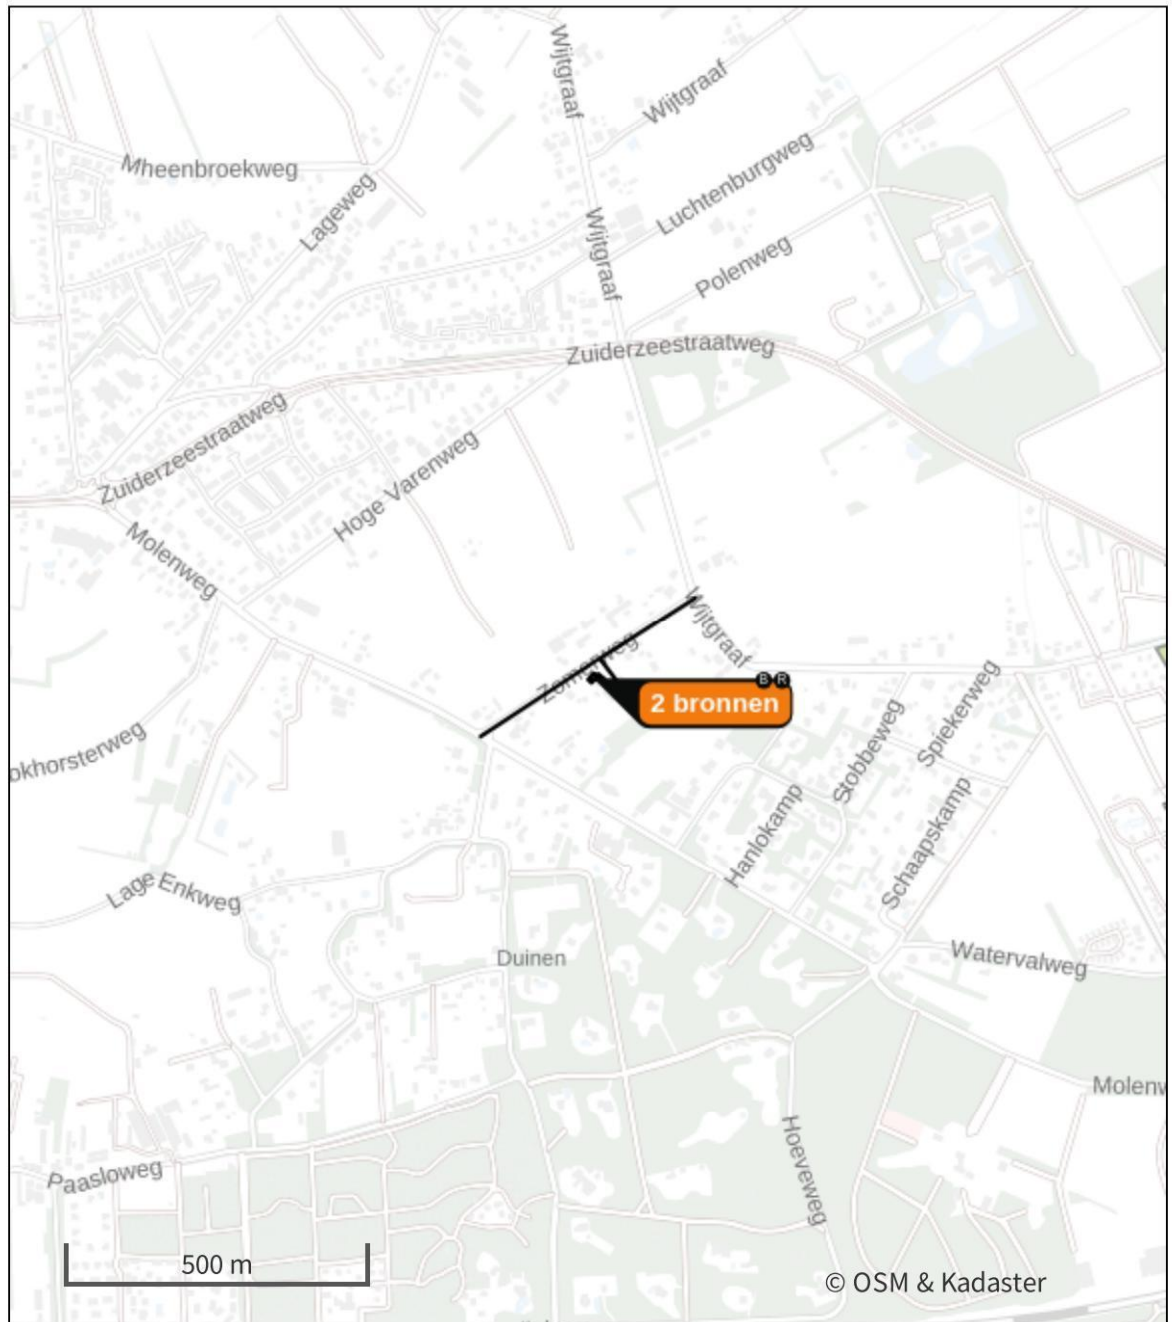 Wijtgraaf
Wijtgraaf
Mheenbroekweg
Luchtenburgweg
Lageweg
Wijtgraaf
Polenweg
Zuiderzeestraatweg
Zuiderzeestraatweg
Hoge Varenweg
Molenweg
Wijtgraaf
Zomerweg
B R
2 bronnen
Spiekerweg
Stobbeweg
okhorsterweg
Hanlokamp
Schaapskamp
Lage Enkweg
Duinen
Watervalweg
Molenw
Hoeveweg
Paasloweg
500 m
© OSM & Kadaster